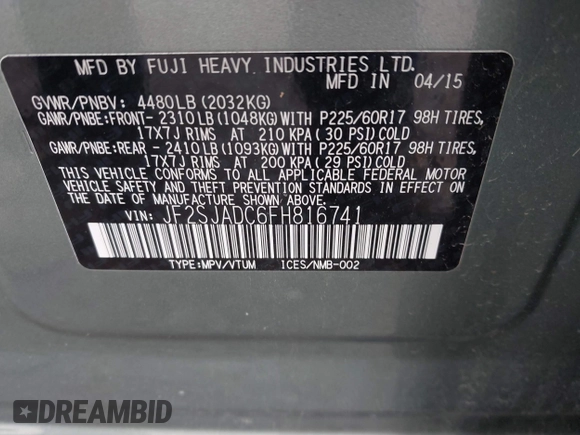 MFD BY FUJI HEAVY INDUSTRIES LTD.
MFD IN 04/15
GVWR/PNBV: 4480LB(2032KG)
GAWR/PNBE:FRONT-2310LB(1048KG)WITH P225/60R17 98H TIRES,
17X7J RIMS AT 210 KPA(30 PSI)COLD
GAWR/PNBE:REAR -2410LB(1093KG)WITH P225/60R17 98H TIRES,
17X7J RIMS AT 200 KPA(29 PSI)COLD
THIS VEHICLE CONFORMS TO ALL APPLICABLE FEDERAL MOTOR
VEHICLE SAFETY AND THEFT PREVENTION STANDARDS IN EFFECT ON
THE DATE OF MANUFACTURE SHOWN ABOVE.
VIN: JF2SJADC6FH816741
TYPE:MPV/VTUM ICES/NMB-002
DREAMBID